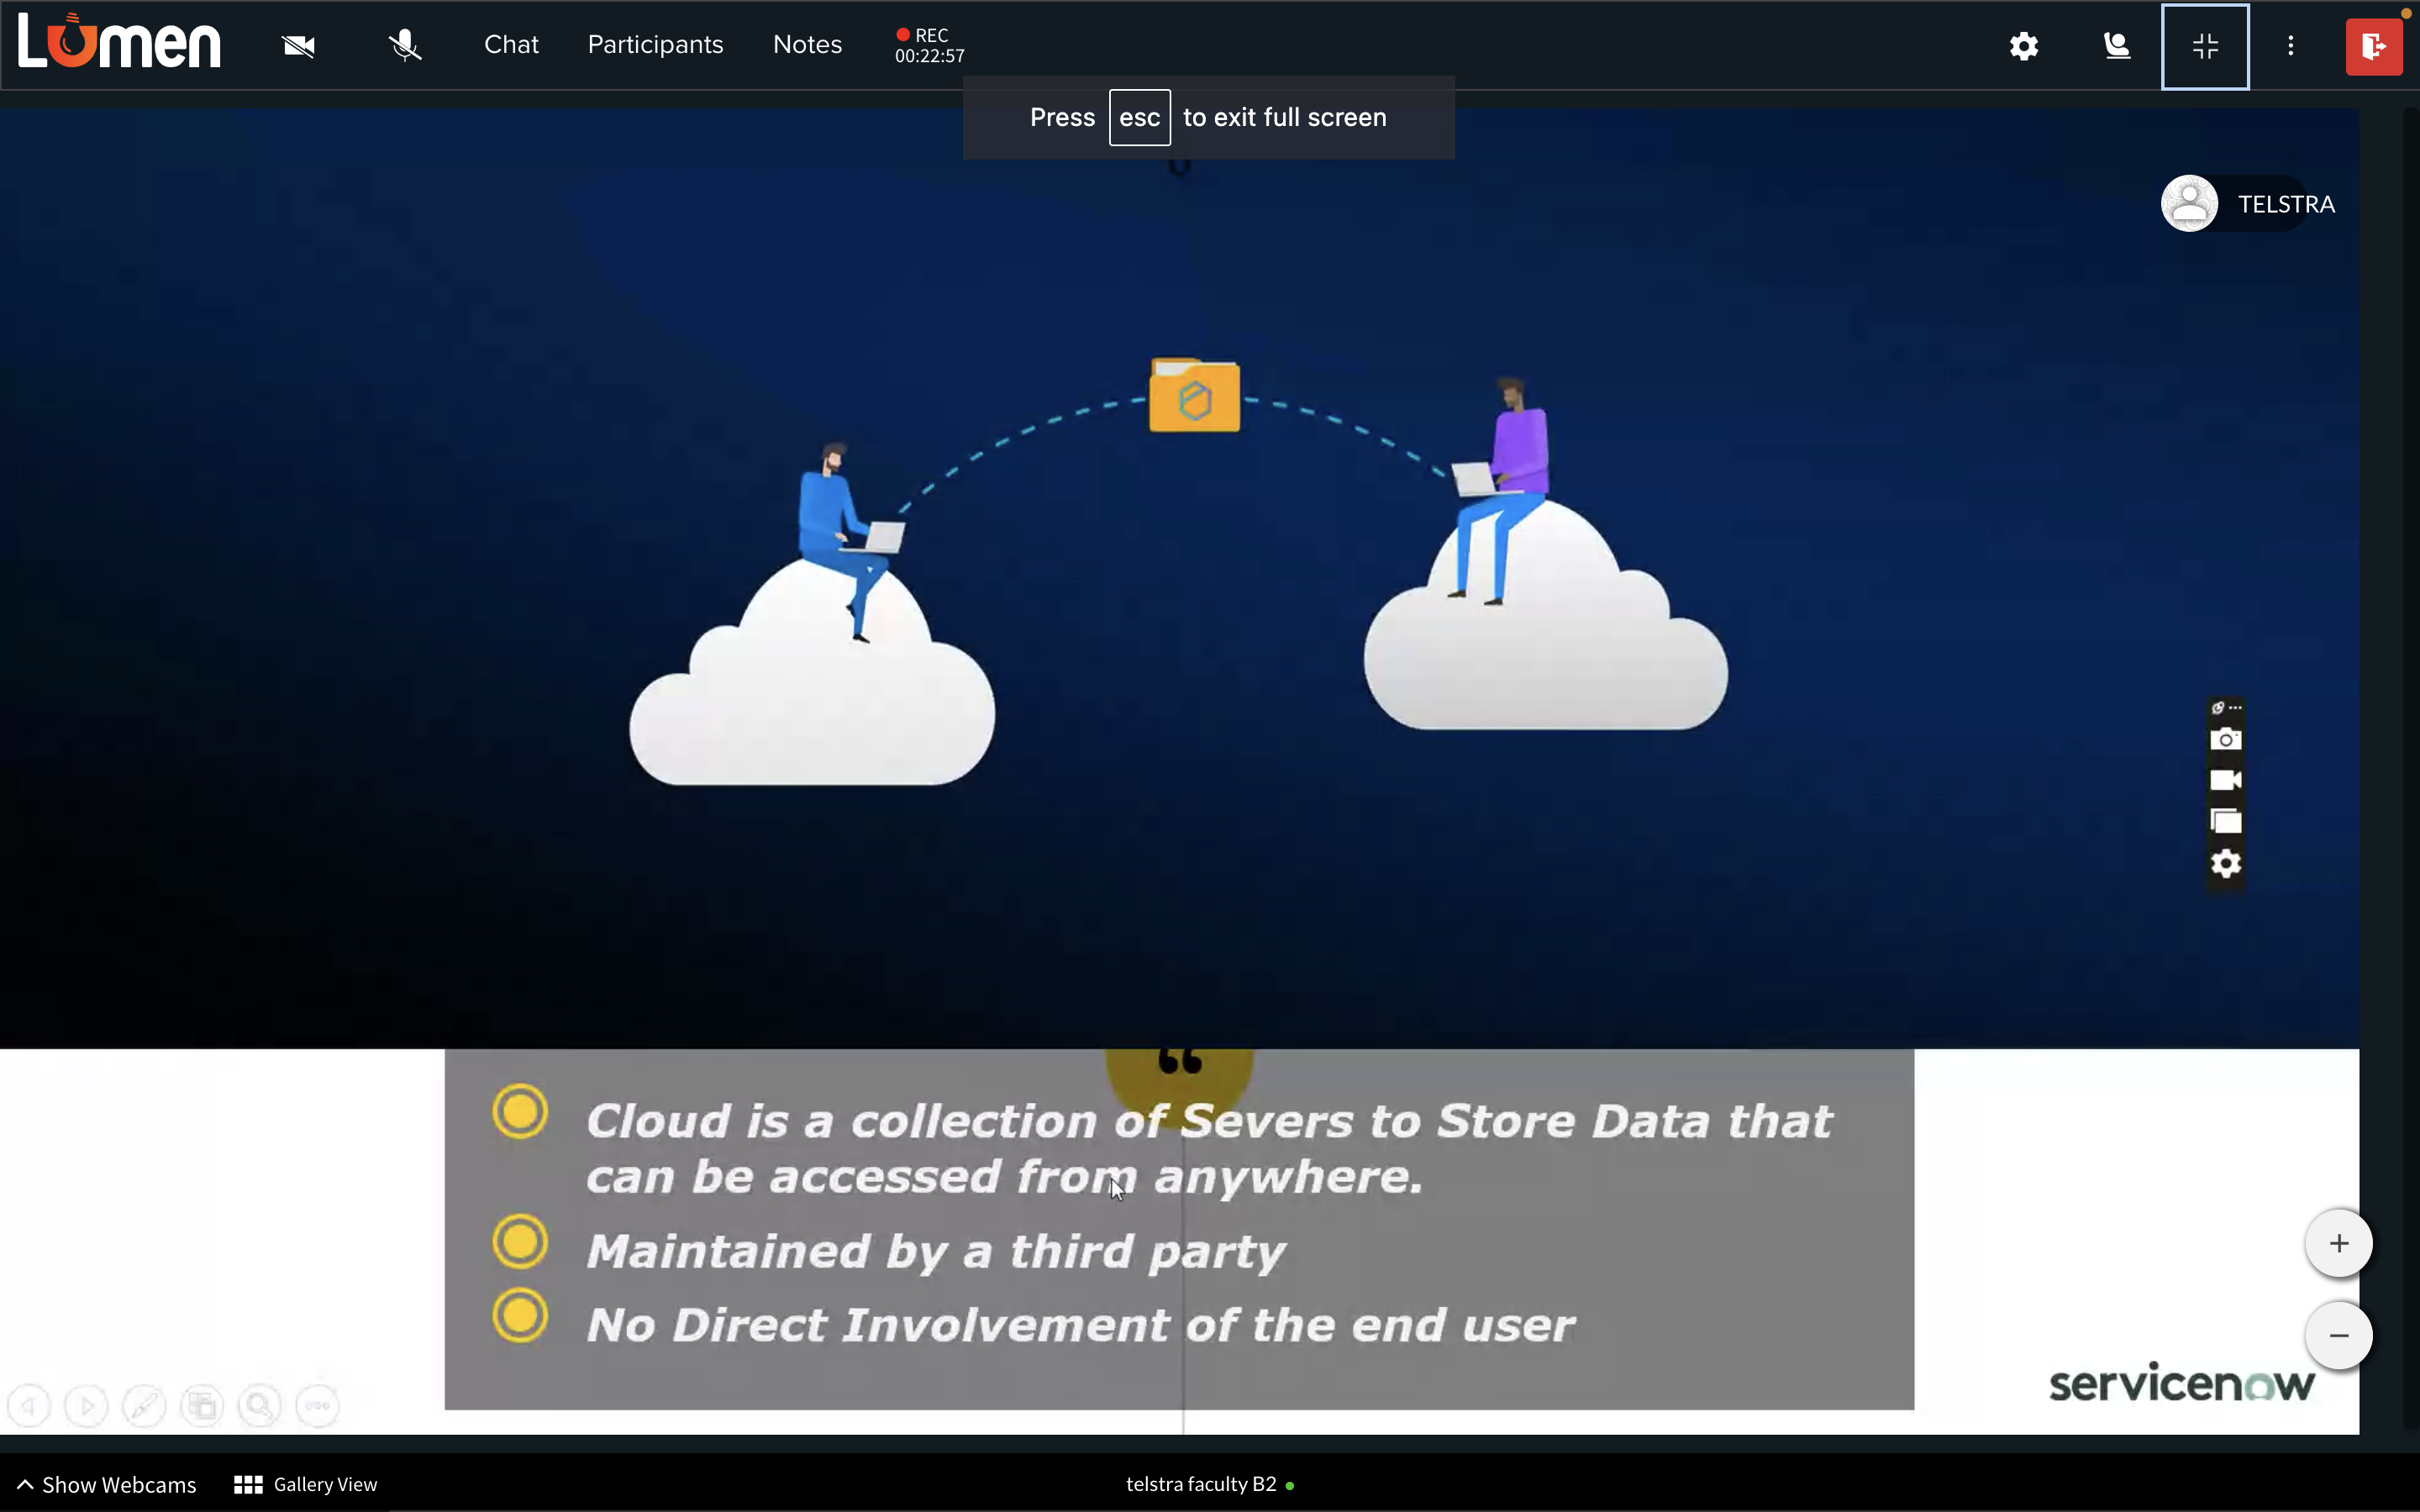 Lumen
Chat
Participants
Notes
REC
00:22:57
Press esc to exit full screen
TELSTRA
“
Cloud is a collection of Severs to Store Data that
can be accessed from anywhere.
Maintained by a third party
No Direct Involvement of the end user
servicenow
Show Webcams
Gallery View
telstra faculty B2